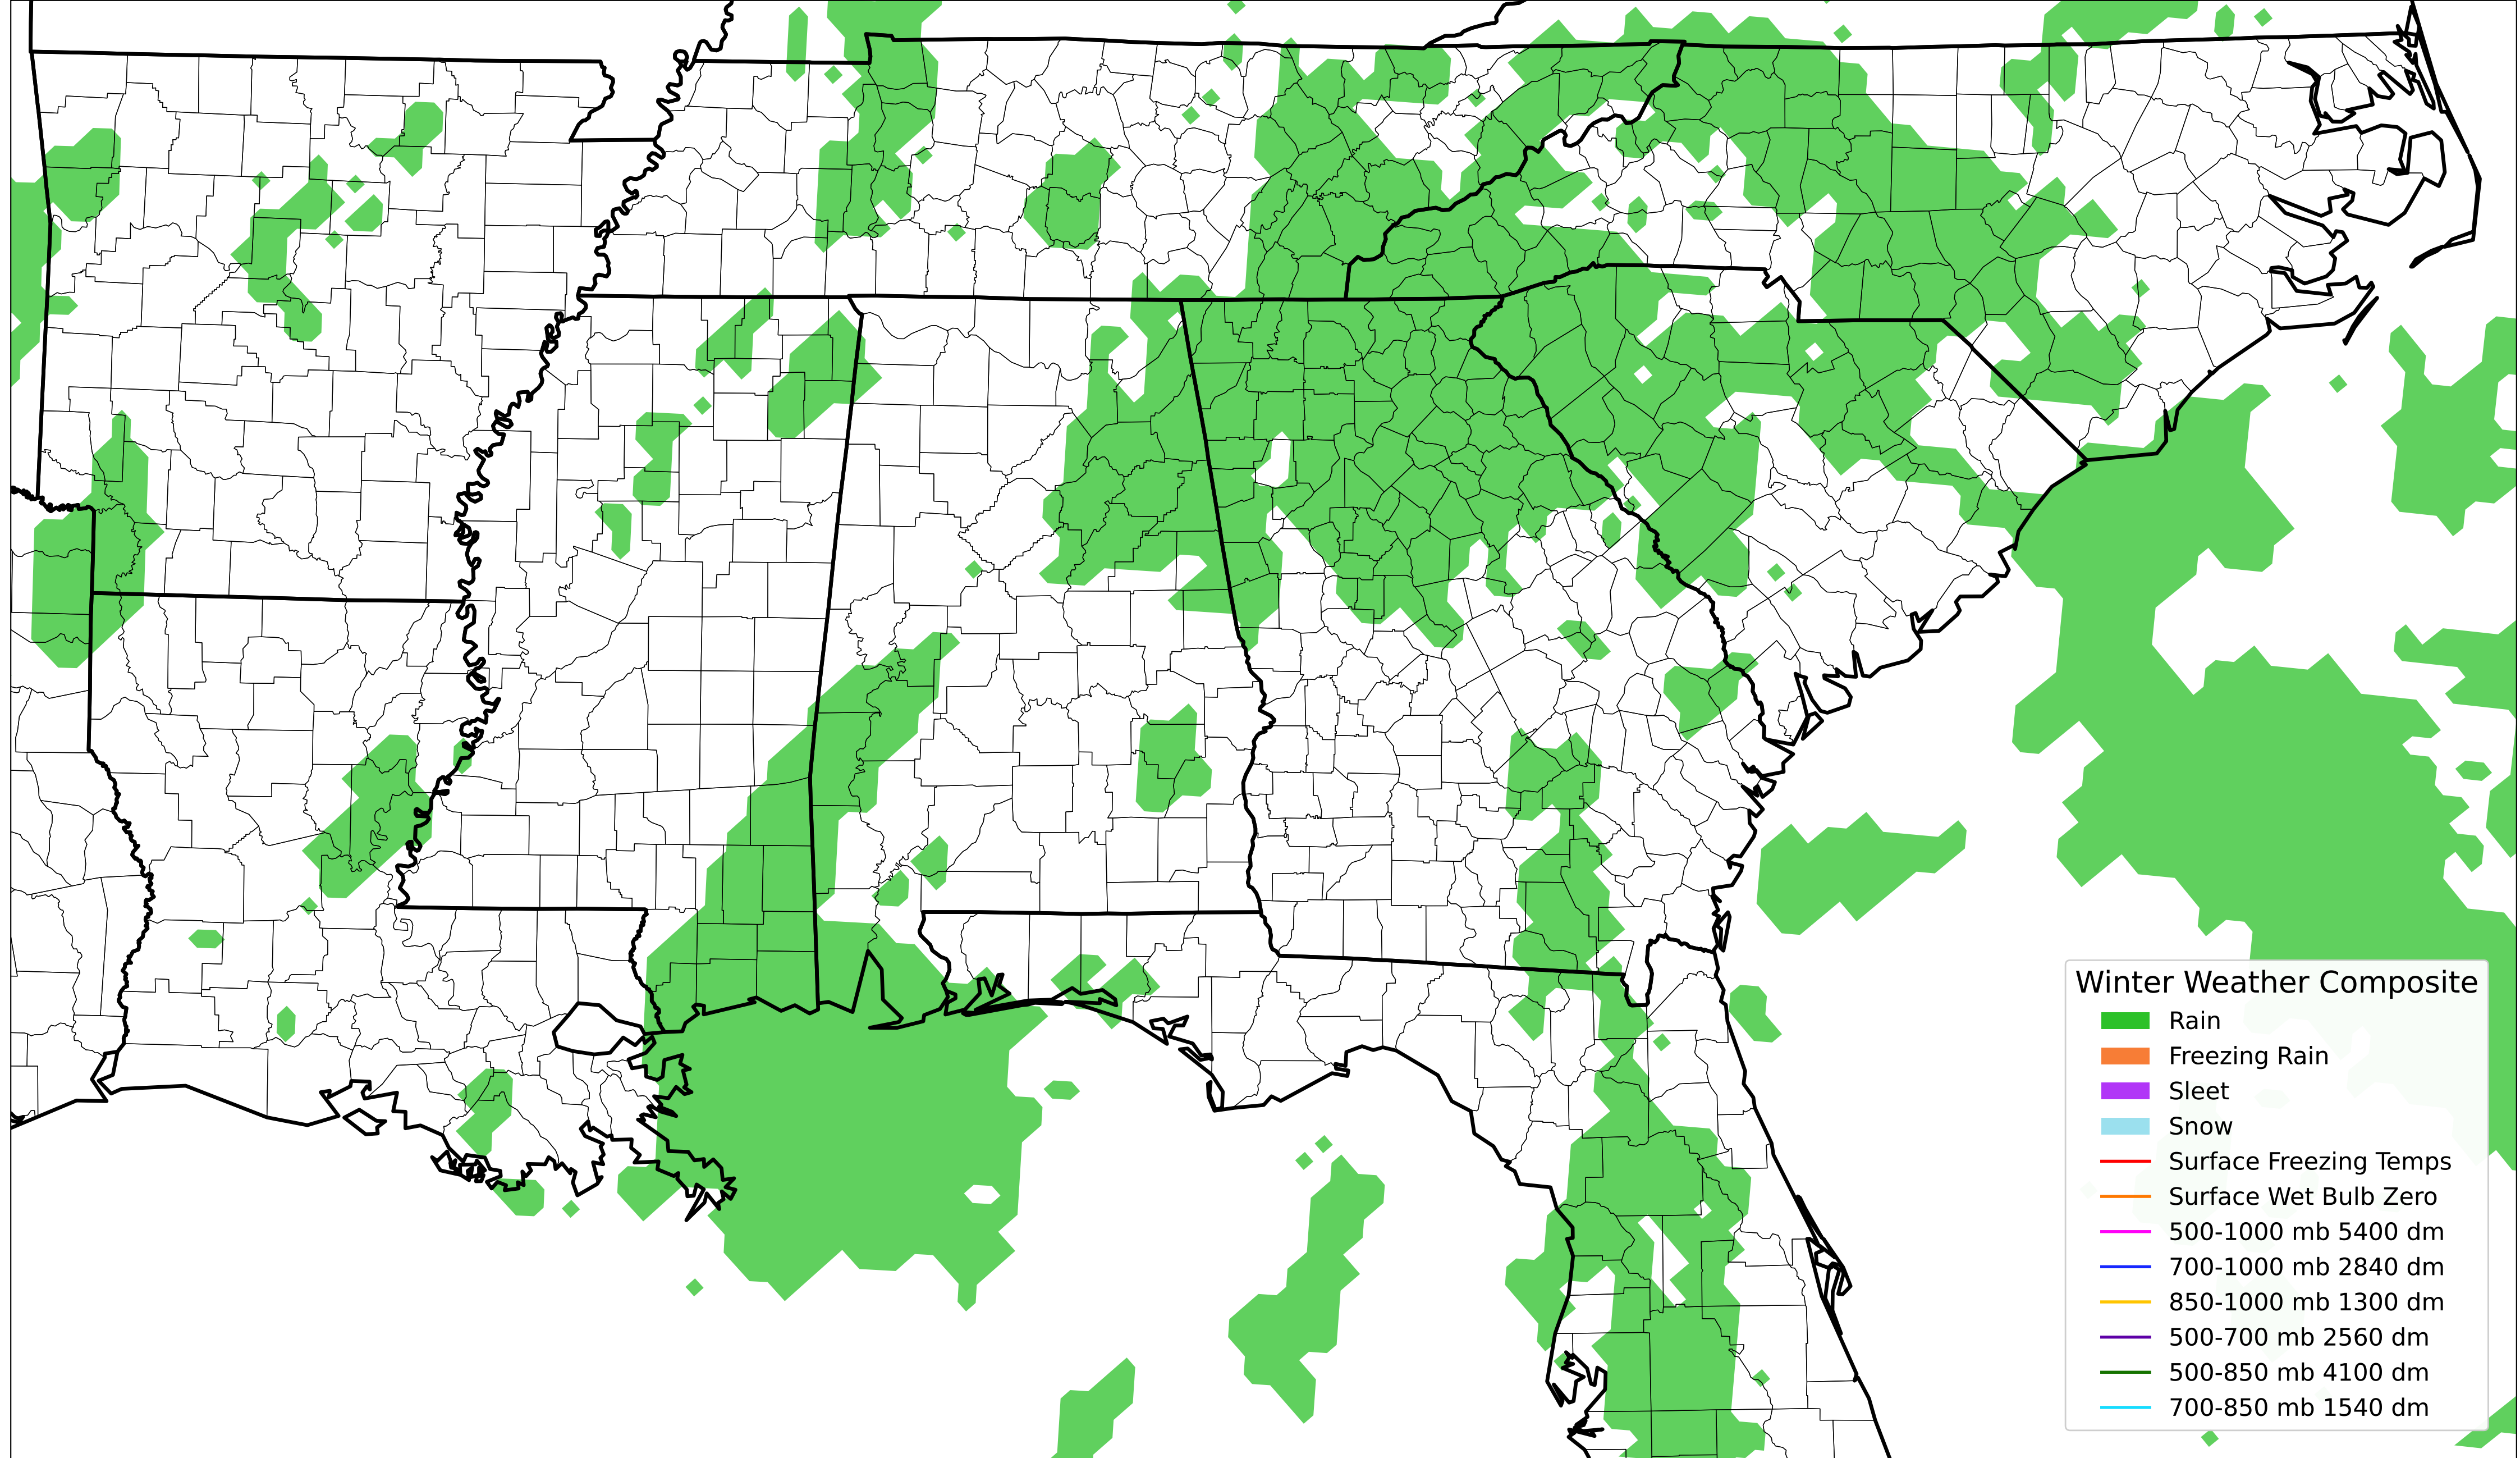 Winter Weather Composite
Rain
Freezing Rain
Sleet
Snow
Surface Freezing Temps
Surface Wet Bulb Zero
500-1000 mb 5400 dm
700-1000 mb 2840 dm
850-1000 mb 1300 dm
500-700 mb 2560 dm
500-850 mb 4100 dm
700-850 mb 1540 dm